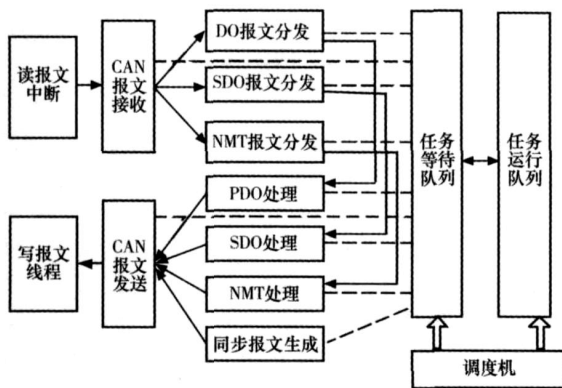 DO报文分发
读报文
中断
CAN
报文
接收
SDO报文分发
NMT报文分发
任务
等待
队列
任务
运行
队列
PDO处理
写报文
线程
CAN
报文
发送
SDO处理
NMT处理
同步报文生成
调度机